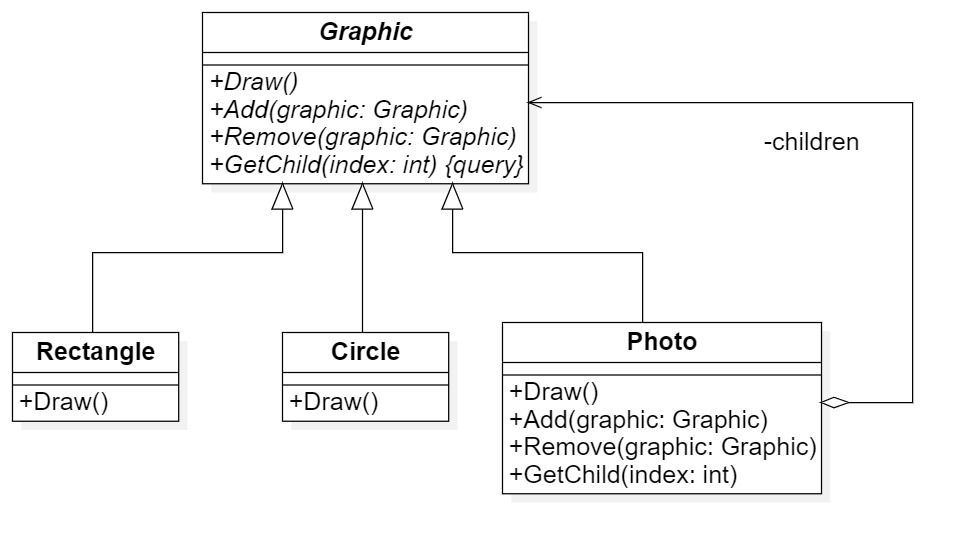 Graphic
+Draw()
+Add(graphic: Graphic)
+Remove(graphic: Graphic)
+GetChild(index: int) {query}
-children
Rectangle
+Draw()
Circle
+Draw()
Photo
+Draw()
+Add(graphic: Graphic)
+Remove(graphic: Graphic)
+GetChild(index: int)